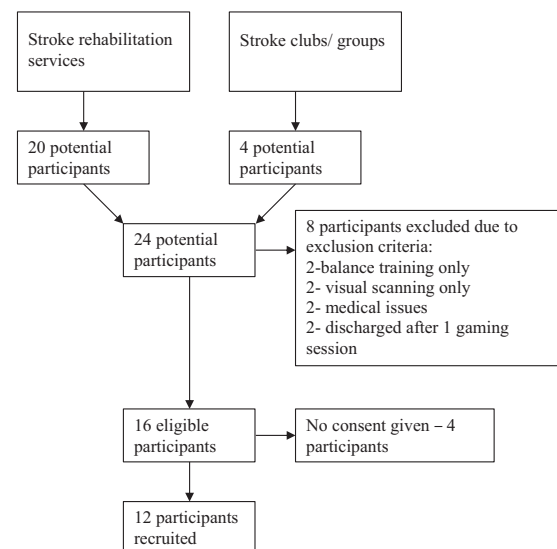 Stroke rehabilitation
services
Stroke clubs/ groups
20 potential
participants
4 potential
participants
24 potential
participants
8 participants excluded due to
exclusion criteria:
2-balance training only
2- visual scanning only
2- medical issues
2- discharged after 1 gaming
session
16 eligible
participants
No consent given – 4
participants
12 participants
recruited